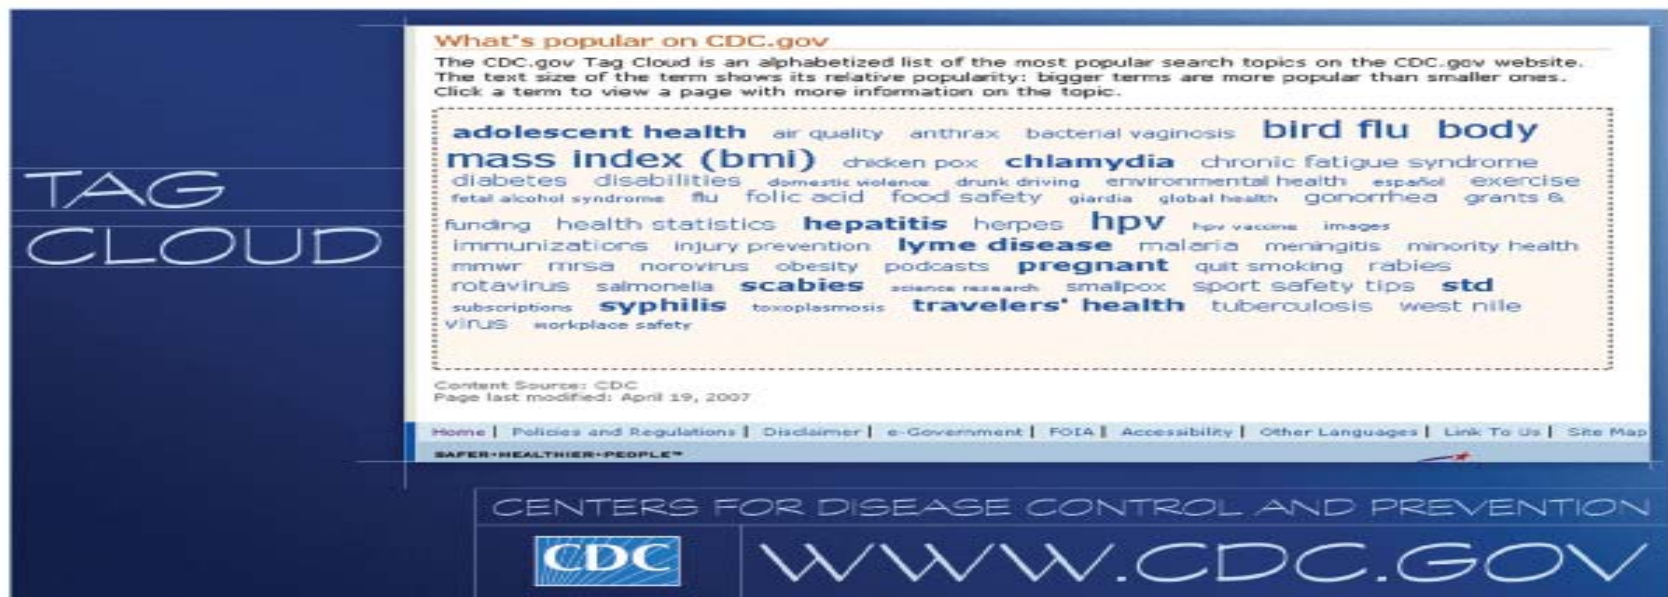 What's popular on CDC.gov
The CDC.gov Tag Cloud is an alphabetized list of the most popular search topics on the CDC.gov website.
The text size of the term shows its relative popularity: bigger terms are more popular than smaller ones.
Click a term to view a page with more information on the topic.
adolescent health air quality anthrax bacterial vaginosis bird flu body
mass index (bmi) chicken pox chlamydia chronic fatigue syndrome
diabetes disabilities domestic violence drunk driving environmental health español exercise
fetal alcohol syndrome flu folic acid food safety giardia global health gonorrhea grants &
funding health statistics hepatitis herpes hpv hpv vaccine images
immunizations injury prevention lyme disease malaria meningitis minority health
mmwr mrsa norovirus obesity podcasts pregnant quit smoking rabies
rotavirus salmonella scabies science research smallpox sport safety tips std
subscriptions syphilis toxoplasmosis travelers' health tuberculosis west nile
virus workplace safety
Content Source: CDC
Page last modified: April 19, 2007
Home | Policies and Regulations | Disclaimer | e-Government | FOIA | Accessibility | Other Languages | Link To Us | Site Map
SAFER•HEALTHIER•PEOPLE™
TAG
CLOUD
CENTERS FOR DISEASE CONTROL AND PREVENTION
CDC
WWW.CDC.GOV